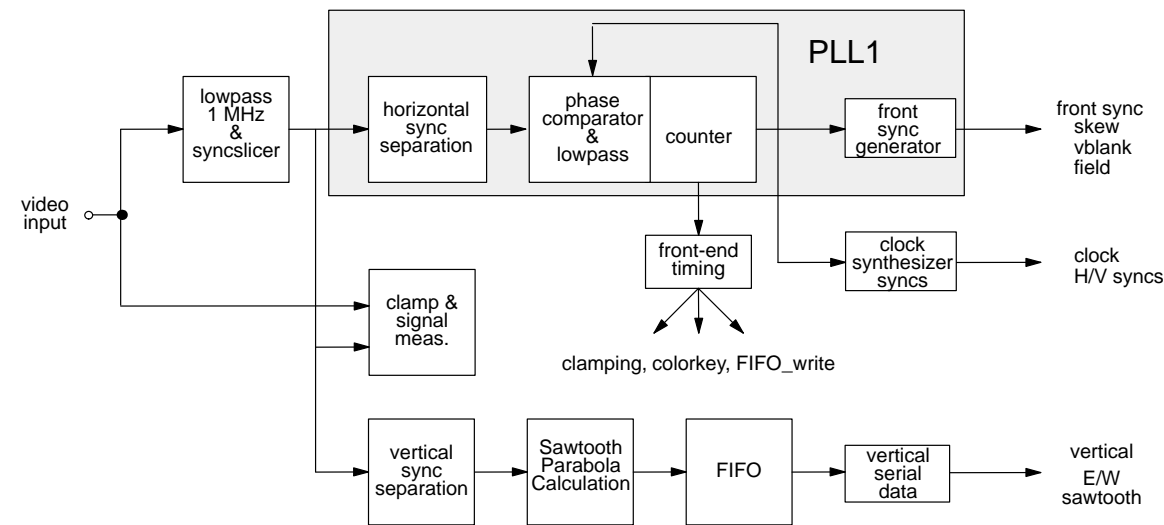 PLL1
lowpass
1 MHz
&
syncslicer
horizontal
sync
separation
phase
comparator
&
lowpass
counter
front
sync
generator
front sync
skew
vblank
field
video
input
front-end
timing
clock
synthesizer
syncs
clock
H/V syncs
clamp &
signal
meas.
clamping, colorkey, FIFO_write
vertical
sync
separation
Sawtooth
Parabola
Calculation
FIFO
vertical
serial
data
vertical
E/W
sawtooth